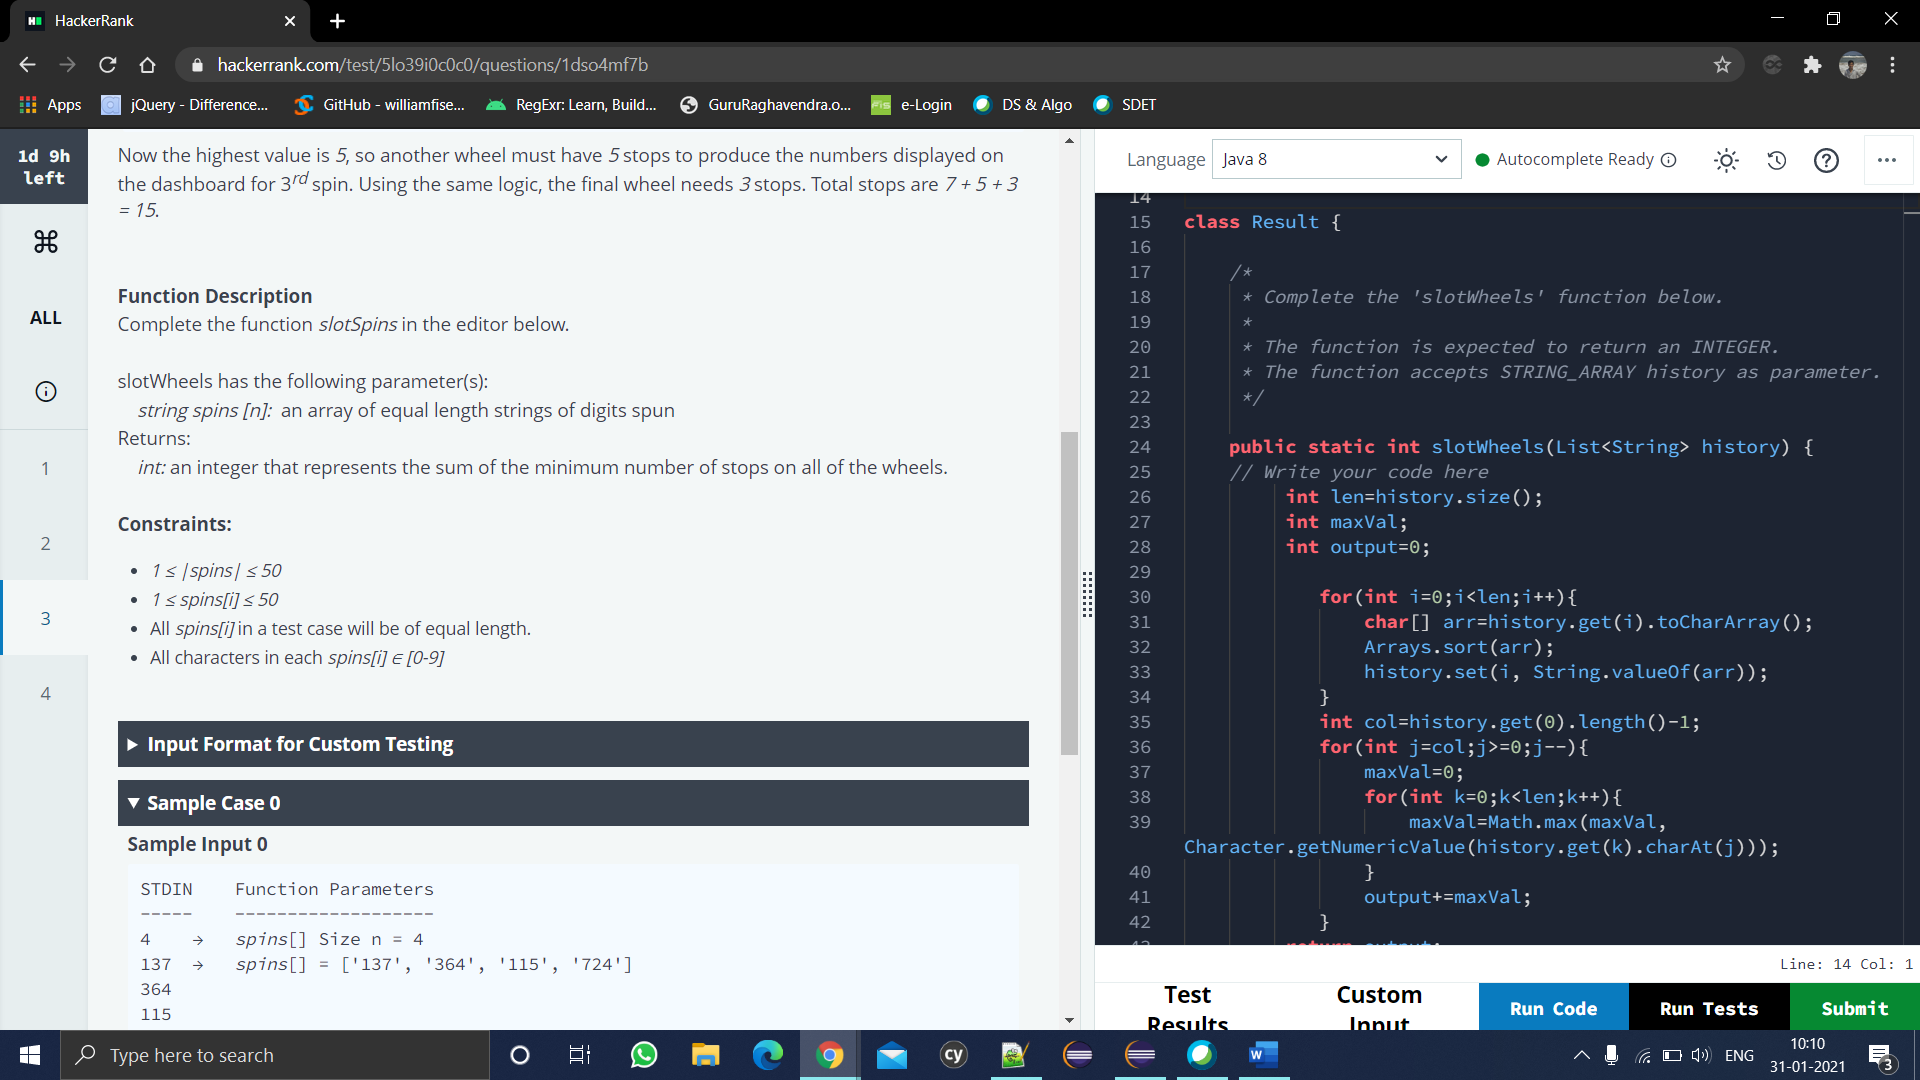 HackerRank
hackerrank.com/test/5lo39i0c0c0/questions/1dso4mf7b
Apps jQuery - Difference... GitHub - williamfise... RegExr: Learn, Build... GuruRaghavendra.o... e-Login DS & Algo SDET
1d 9h
left
ALL
1
2
3
4
Now the highest value is 5, so another wheel must have 5 stops to produce the numbers displayed on
the dashboard for 3rd spin. Using the same logic, the final wheel needs 3 stops. Total stops are 7 + 5 + 3
= 15.
Function Description
Complete the function slotSpins in the editor below.
slotWheels has the following parameter(s):
string spins [n]: an array of equal length strings of digits spun
Returns:
int: an integer that represents the sum of the minimum number of stops on all of the wheels.
Constraints:
• 1 ≤ |spins| ≤ 50
• 1 ≤ spins[i] ≤ 50
• All spins[i] in a test case will be of equal length.
• All characters in each spins[i] ∈ [0-9]
Input Format for Custom Testing
Sample Case 0
Sample Input 0
STDIN Function Parameters
----- -------------------
4 → spins[] Size n = 4
137 → spins[] = ['137', '364', '115', '724']
364
115
Language Java 8 Autocomplete Ready
14
15 class Result {
16
17 /*
18 * Complete the 'slotWheels' function below.
19 *
20 * The function is expected to return an INTEGER.
21 * The function accepts STRING_ARRAY history as parameter.
22 */
23
24 public static int slotWheels(List<String> history) {
25 // Write your code here
26 int len=history.size();
27 int maxVal;
28 int output=0;
29
30 for(int i=0;i<len;i++){
31 char[] arr=history.get(i).toCharArray();
32 Arrays.sort(arr);
33 history.set(i, String.valueOf(arr));
34 }
35 int col=history.get(0).length()-1;
36 for(int j=col;j>=0;j--){
37 maxVal=0;
38 for(int k=0;k<len;k++){
39 maxVal=Math.max(maxVal,
Character.getNumericValue(history.get(k).charAt(j)));
40 }
41 output+=maxVal;
42 }
Line: 14 Col: 1
Test
Results
Custom
Input
Run Code Run Tests Submit
Type here to search
cy
W
ENG
10:10
31-01-2021
3